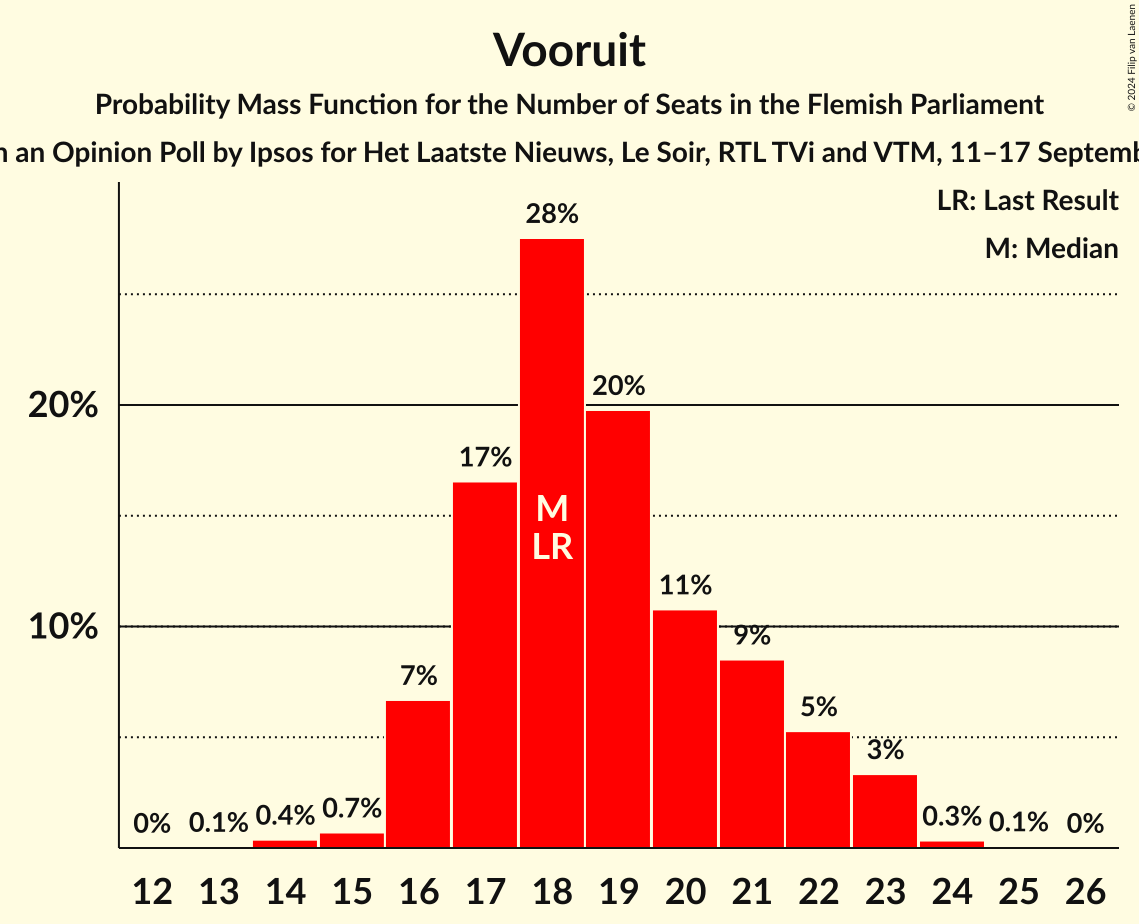 © 2024 Filip van Laenen
Vooruit
Probability Mass Function for the Number of Seats in the Flemish Parliament
an Opinion Poll by Ipsos for Het Laatste Nieuws, Le Soir, RTL TVi and VTM, 11–17
LR: Last Result
M: Median
28%
20%
17%
M
LR
11%
9%
7%
5%
3%
0% 0.1% 0.4% 0.7% 0.3% 0.1% 0%
20%
10%
12 13 14 15 16 17 18 19 20 21 22 23 24 25 26